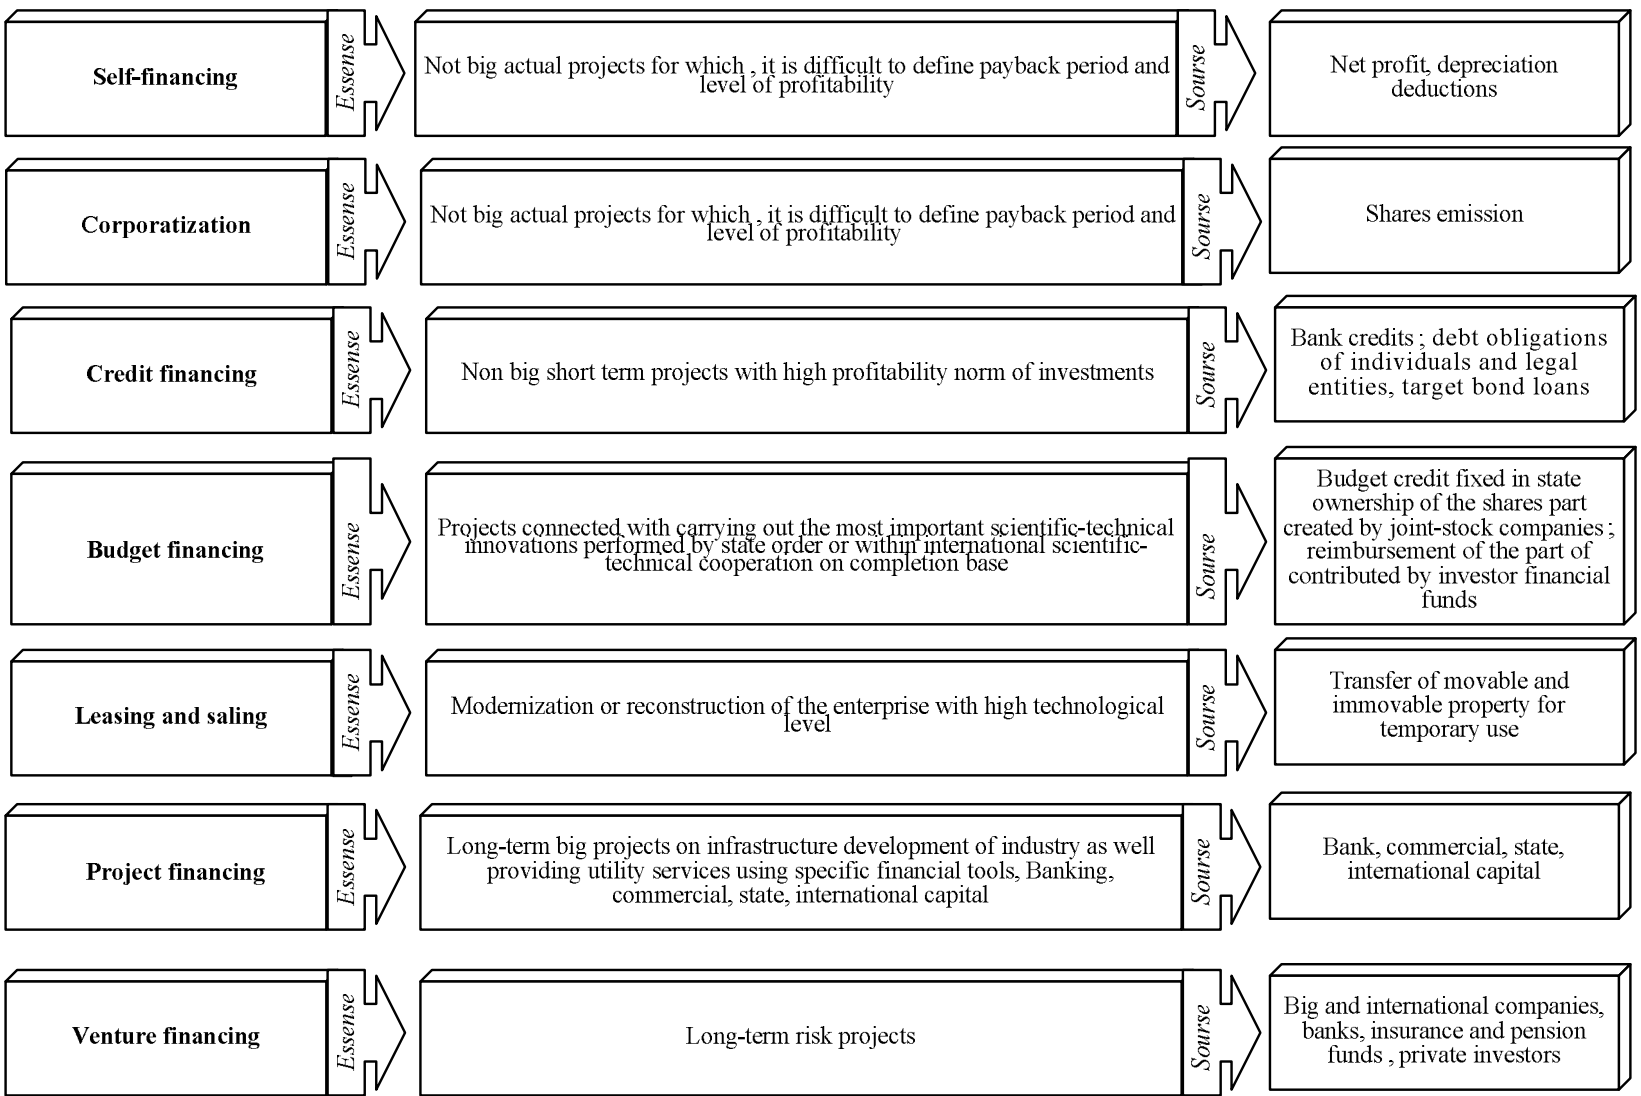 Self-financing
Essense
Not big actual projects for which , it is difficult to define payback period and
level of profitability
Sourse
Net profit, depreciation
deductions
Corporatization
Essense
Not big actual projects for which , it is difficult to define payback period and
level of profitability
Sourse
Shares emission
Credit financing
Essense
Non big short term projects with high profitability norm of investments
Sourse
Bank credits ; debt obligations
of individuals and legal
entities, target bond loans
Budget financing
Essense
Projects connected with carrying out the most important scientific-technical
innovations performed by state order or within international scientific-
technical cooperation on completion base
Sourse
Budget credit fixed in state
ownership of the shares part
created by joint-stock companies ;
reimbursement of the part of
contributed by investor financial
funds
Leasing and saling
Essense
Modernization or reconstruction of the enterprise with high technological
level
Sourse
Transfer of movable and
immovable property for
temporary use
Project financing
Essense
Long-term big projects on infrastructure development of industry as well
providing utility services using specific financial tools, Banking,
commercial, state, international capital
Sourse
Bank, commercial, state,
international capital
Venture financing
Essense
Long-term risk projects
Sourse
Big and international companies,
banks, insurance and pension
funds , private investors